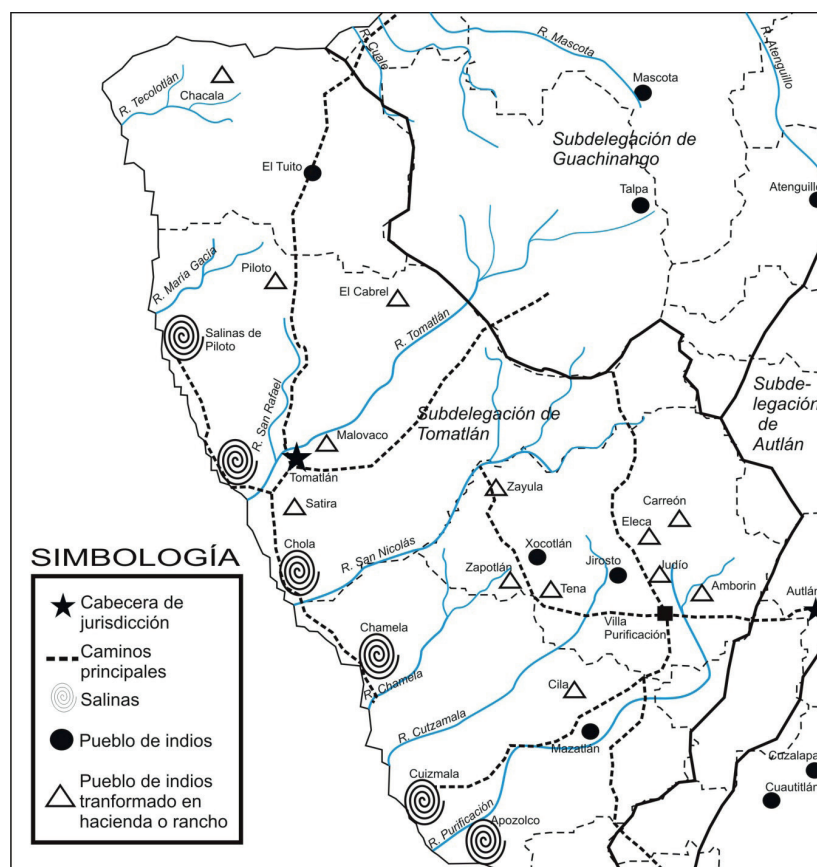 R. Tecolotlán
Chacala
R. Cuale
R. Mascota
Mascota
R. Atenguillo
Subdelegación de
Guachinango
El Tuito
Talpa
Atenguillo
R. María Gacía
Piloto
El Cabrel
R. Tomatlán
Salinas de
Piloto
R. San Rafael
Subdelegación de
Tomatlán
Subde-
legación
de
Autlán
Malovaco
Tomatlán
Satira
Zayula
Carreón
Eleca
Chola
R. San Nicolás
Xocotlán
Zapotlán
Tena
Jirosto
Judío
Amborin
Autlán
Villa
Purificación
Chamela
R. Chamela
Cila
R. Cutzamala
Mazatlán
Cuizmala
Apozolco
R. Purificación
Cuzalapa
Cuautitlán
SIMBOLOGÍA
Cabecera de
jurisdicción
Caminos
principales
Salinas
Pueblo de indios
Pueblo de indios
tranformado en
hacienda o rancho